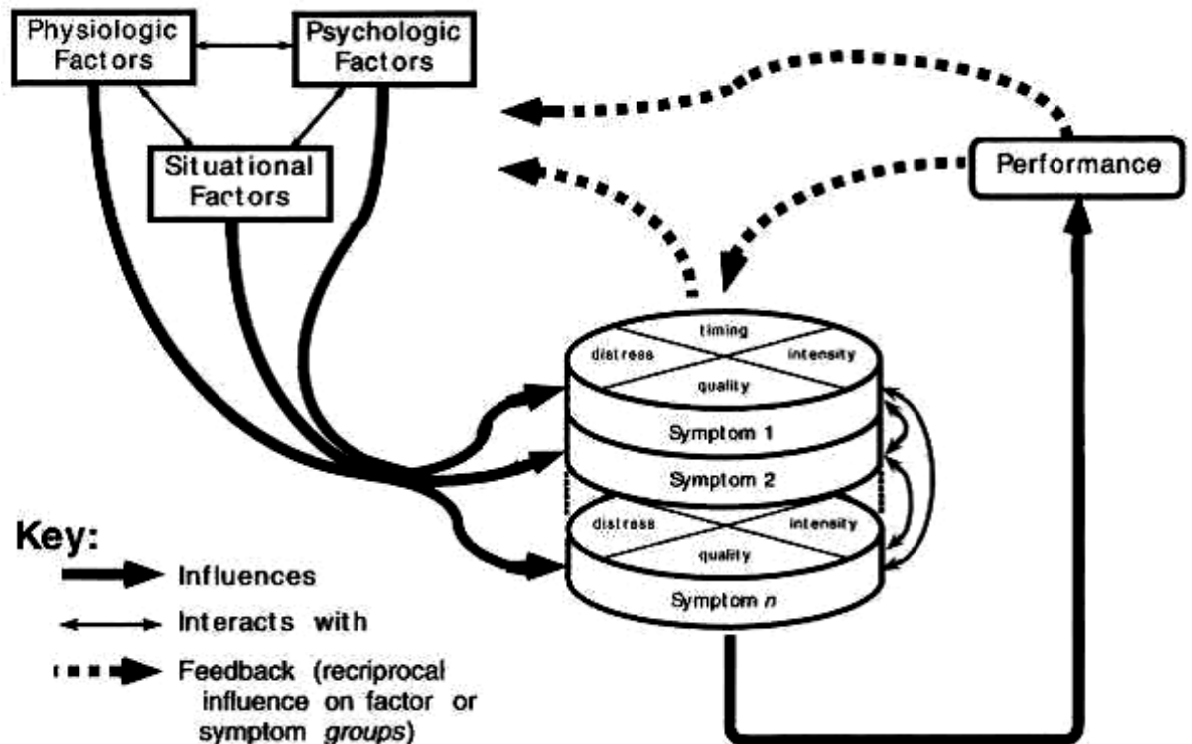 Physiologic
Factors
Psychologic
Factors
Situational
Factors
Performance
timing
distress
intensity
quality
Symptom 1
Symptom 2
distress
intensity
quality
Symptom n
Key:
Influences
Interacts with
Feedback (recriprocal
influence on factor or
symptom groups)